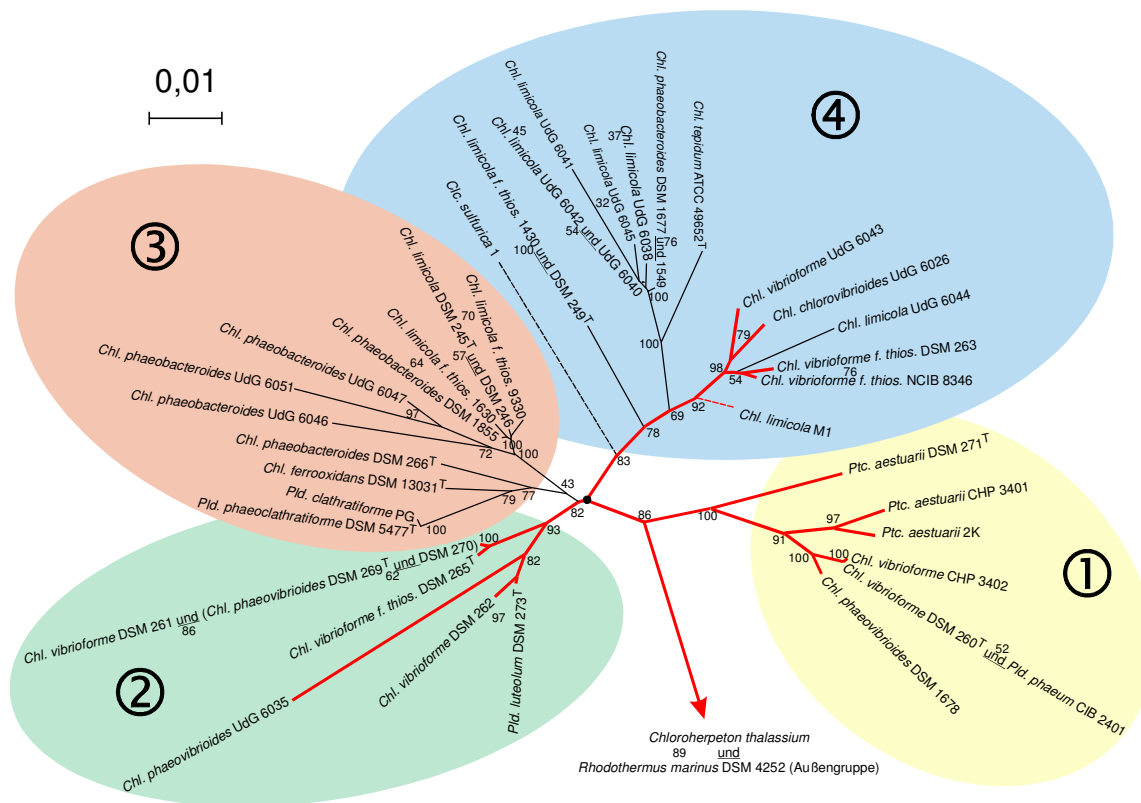 0,01
④
Chl. limicola UdG 6041
45
Chl. limicola UdG 6042 und UdG 6040
54
Chl. limicola f. thios. 1430 und DSM 249T
100
Clc. sulfurica 1
32
Chl. limicola UdG 6045
37
Chl. limicola UdG 6038
Chl. phaeobacteroides DSM 1677 und 1549
76
Chl. tepidum ATCC 49652T
100
100
Chl. vibrioforme UdG 6043
Chl. chlorovibrioides UdG 6026
79
Chl. limicola UdG 6044
98
54
Chl. vibrioforme f. thios. DSM 263
76
Chl. vibrioforme f. thios. NCIB 8346
92
Chl. limicola M1
69
78
83
③
Chl. limicola DSM 245T und DSM 246
70
57
Chl. limicola f. thios. 9330
Chl. limicola f. thios. 1630
64
Chl. phaeobacteroides DSM 1855
Chl. phaeobacteroides UdG 6047
Chl. phaeobacteroides UdG 6051
97
Chl. phaeobacteroides UdG 6046
100
100
72
Chl. phaeobacteroides DSM 266T
Chl. ferrooxidans DSM 13031T
Pld. clathratiforme PG
Pld. phaeoclathratiforme DSM 5477T
100
79
77
43
82
93
②
100
Chl. vibrioforme DSM 261 und (Chl. phaeovibrioides DSM 269T und DSM 270)
86
62
Chl. vibrioforme f. thios. DSM 265T
82
Chl. phaeovibrioides UdG 6035
Chl. vibrioforme DSM 262
97
Pld. luteolum DSM 273T
86
100
①
Ptc. aestuarii DSM 271T
Ptc. aestuarii CHP 3401
97
Ptc. aestuarii 2K
91
100
100
Chl. vibrioforme CHP 3402
Chl. vibrioforme DSM 260T und Pld. phaeum CIB 2401
52
Chl. phaeovibrioides DSM 1678
Chloroherpeton thalassium
89 und
Rhodothermus marinus DSM 4252 (Außengruppe)